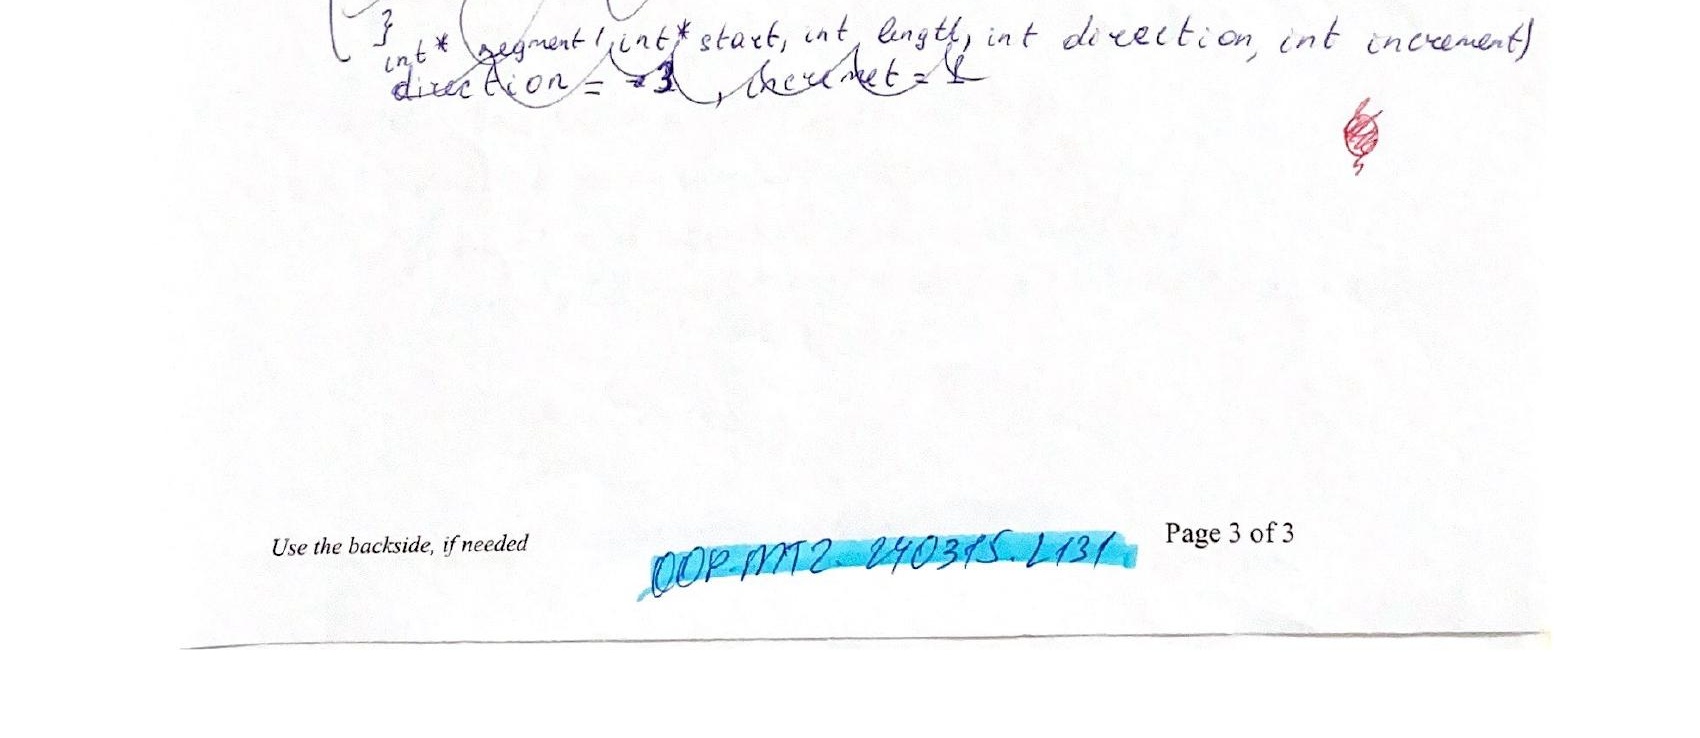 }
int* segment(int* start, int length, int direction, int increment)
direction = -3, incremet = 1
Use the backside, if needed
OOP.MT2.240315.L131
Page 3 of 3